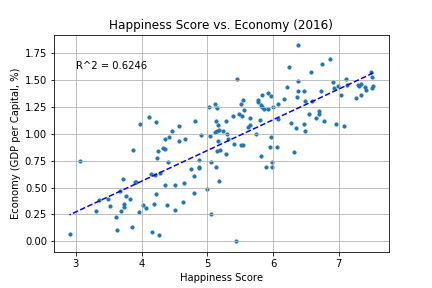 Happiness Score vs. Economy (2016)
R^2 = 0.6246
Economy (GDP per Capital, %)
1.75
1.50
1.25
1.00
0.75
0.50
0.25
0.00
3 4 5 6 7
Happiness Score